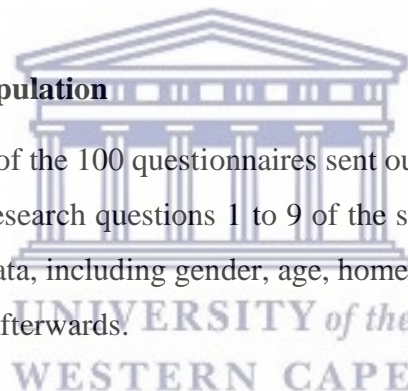 pulation
of the 100 questionnaires sent ou
esearch questions 1 to 9 of the s
ata, including gender, age, home
UNIVERSITY of the
fterwards.
WESTERN CAPE